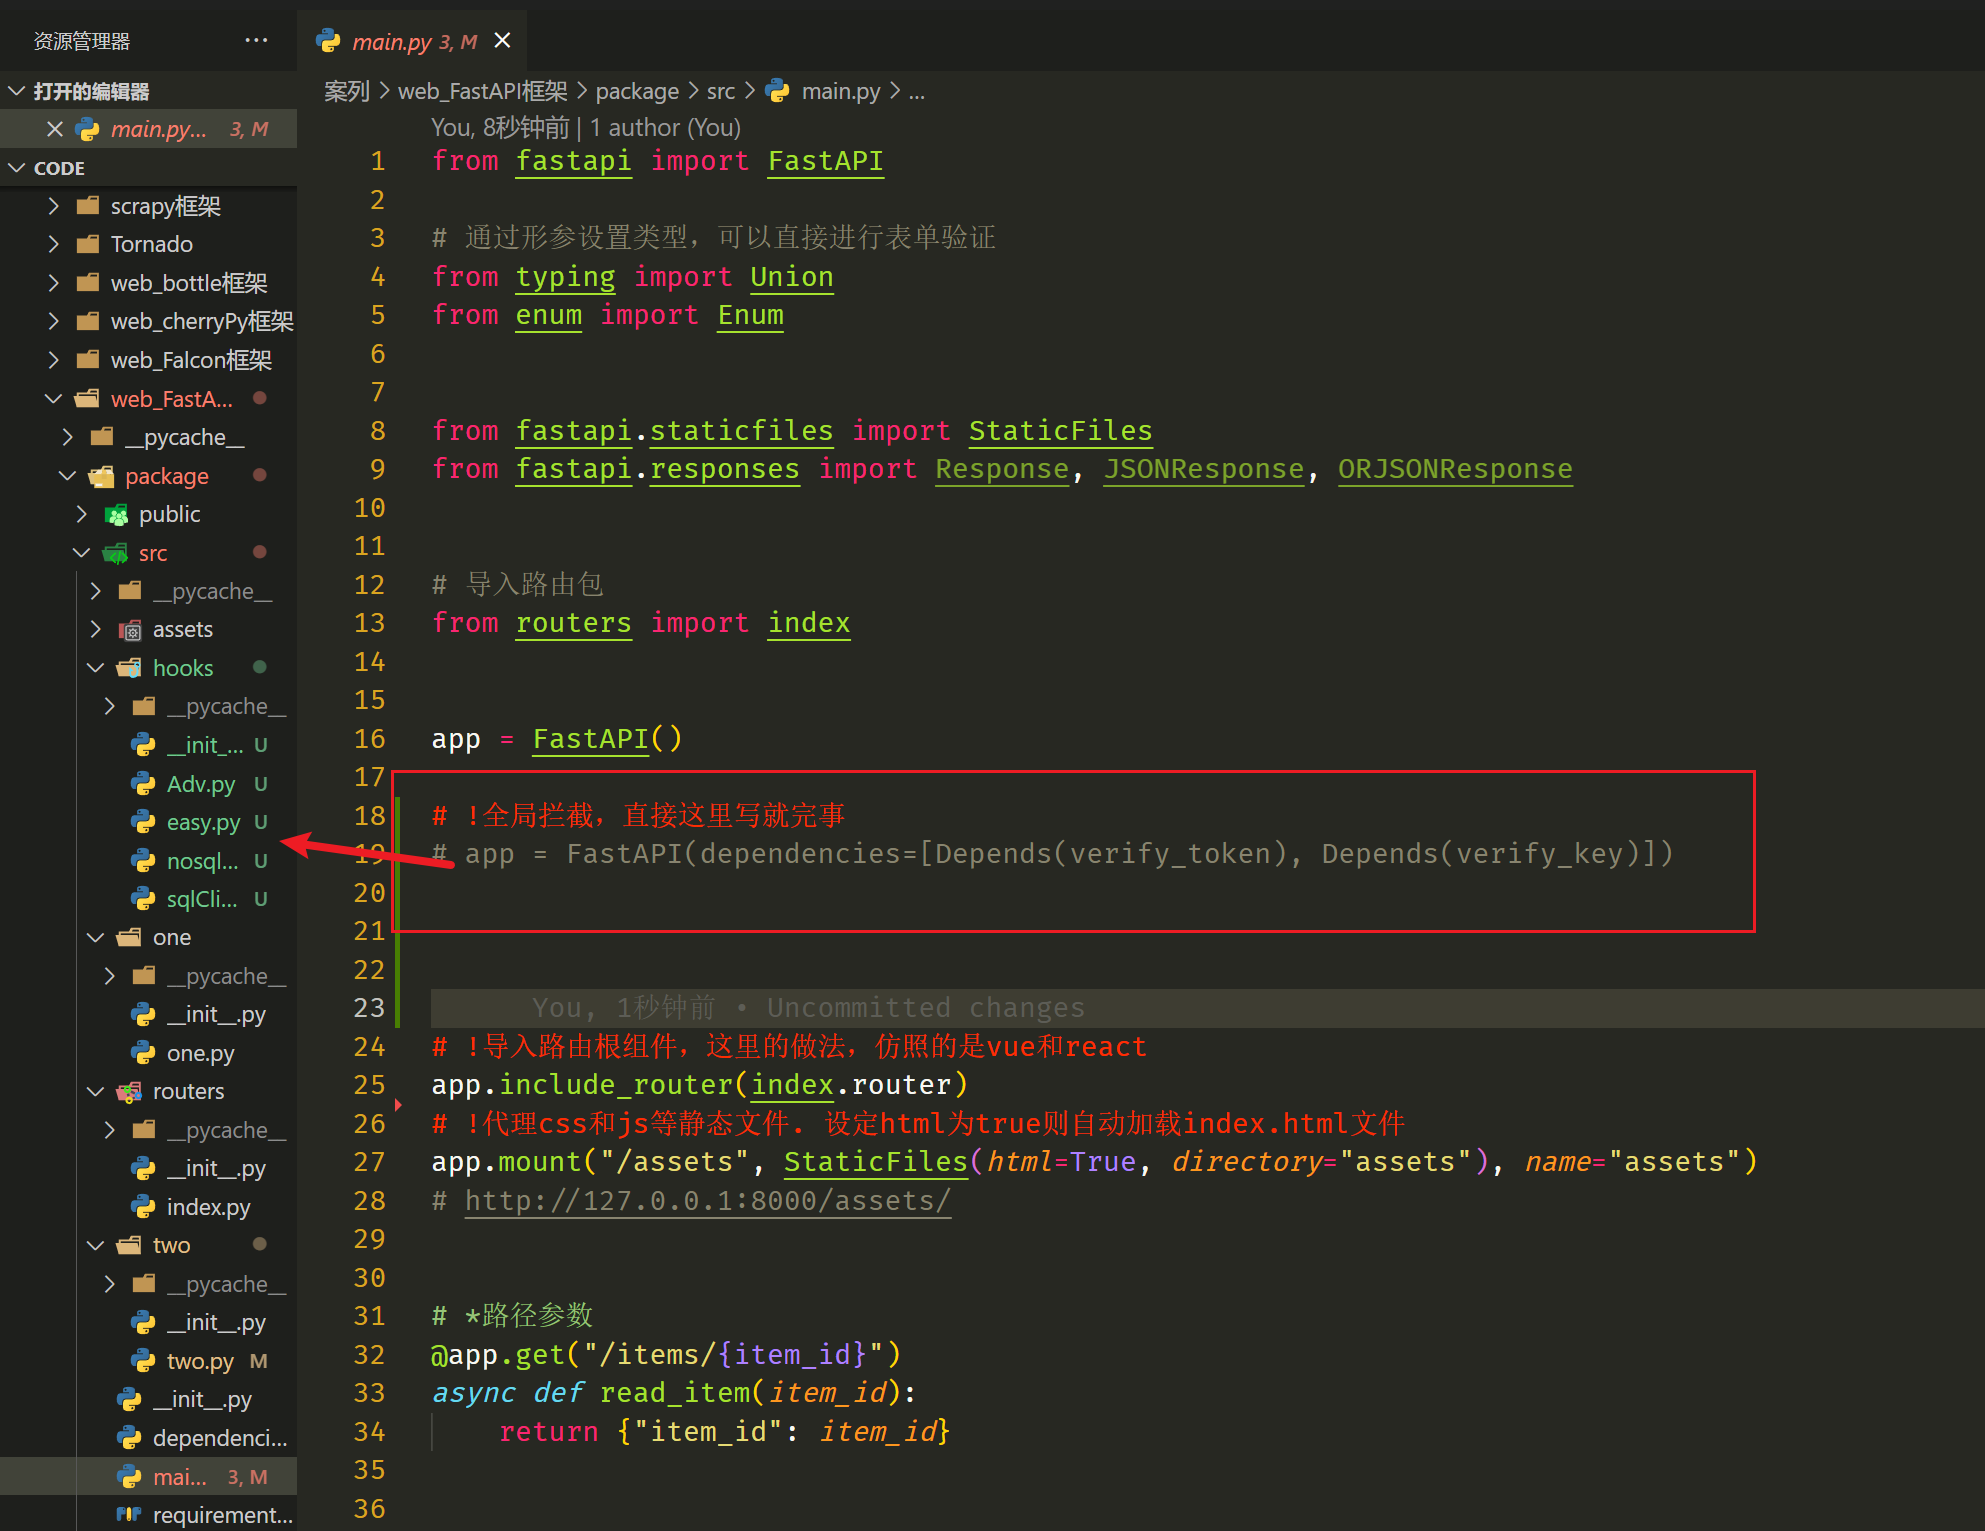 资源管理器 ···
打开的编辑器
main.py... 3, M
CODE
scrapy框架
Tornado
web_bottle框架
web_cherryPy框架
web_Falcon框架
web_FastA...
__pycache__
package
public
src
__pycache__
assets
hooks
__pycache__
__init_... U
Adv.py U
easy.py U
nosql... U
sqlCli... U
one
__pycache__
__init__.py
one.py
routers
__pycache__
__init__.py
index.py
two
__pycache__
__init__.py
two.py M
__init__.py
dependenci...
mai... 3, M
requirement...
main.py 3, M
案列 > web_FastAPI框架 > package > src > main.py > ...
You, 8秒钟前 | 1 author (You)
1 from fastapi import FastAPI
2
3 # 通过形参设置类型，可以直接进行表单验证
4 from typing import Union
5 from enum import Enum
6
7
8 from fastapi.staticfiles import StaticFiles
9 from fastapi.responses import Response, JSONResponse, ORJSONResponse
10
11
12 # 导入路由包
13 from routers import index
14
15
16 app = FastAPI()
17
18 # !全局拦截，直接这里写就完事
19 # app = FastAPI(dependencies=[Depends(verify_token), Depends(verify_key)])
20
21
22
23 You, 1秒钟前 • Uncommitted changes
24 # !导入路由根组件，这里的做法，仿照的是vue和react
25 app.include_router(index.router)
26 # !代理css和js等静态文件. 设定html为true则自动加载index.html文件
27 app.mount("/assets", StaticFiles(html=True, directory="assets"), name="assets")
28 # http://127.0.0.1:8000/assets/
29
30
31 # *路径参数
32 @app.get("/items/{item_id}")
33 async def read_item(item_id):
34 return {"item_id": item_id}
35
36